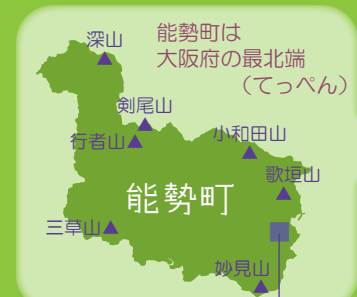 能勢町は
大阪府の最北端
（てっぺん）
深山
剣尾山
行者山
小和田山
歌垣山
能勢町
三草山
妙見山